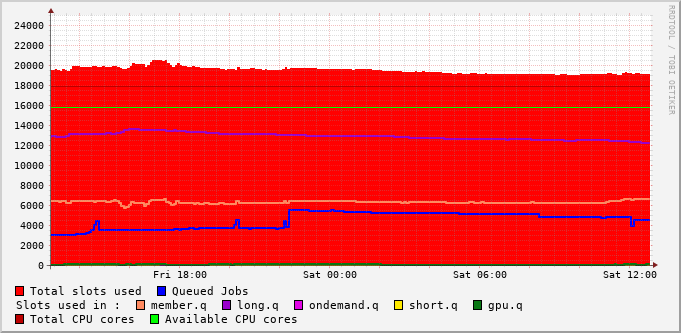 RRDTOOL / TOBI OETIKER
24000
22000
20000
18000
16000
14000
12000
10000
8000
6000
4000
2000
0
Fri 18:00 Sat 00:00 Sat 06:00 Sat 12:00
Total slots used Queued Jobs
Slots used in : member.q long.q ondemand.q short.q gpu.q
Total CPU cores Available CPU cores